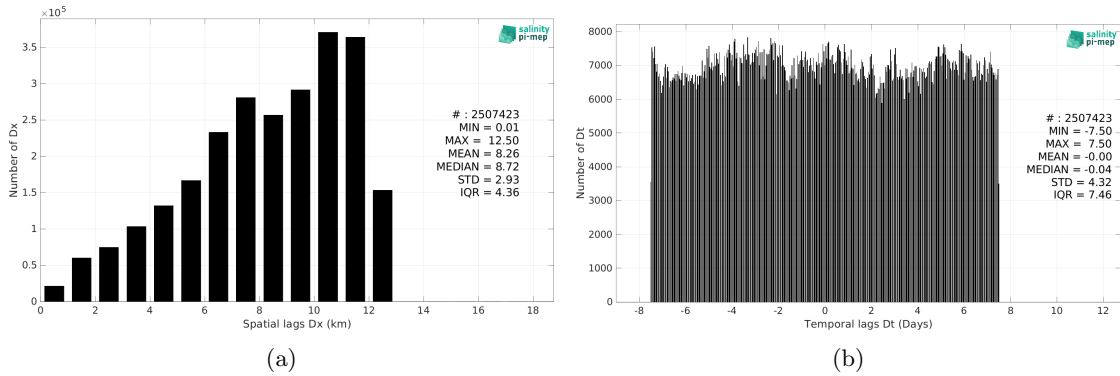 ×10^5
3.5
3
2.5
2
1.5
1
0.5
0
0 2 4 6 8 10 12 14 16 18
Number of Dx
Spatial lags Dx (km)
salinity
pi-mep
# : 2507423
MIN = 0.01
MAX = 12.50
MEAN = 8.26
MEDIAN = 8.72
STD = 2.93
IQR = 4.36
(a)
8000
7000
6000
5000
4000
3000
2000
1000
0
-8 -6 -4 -2 0 2 4 6 8 10 12
Number of Dt
Temporal lags Dt (Days)
salinity
pi-mep
# : 2507423
MIN = -7.50
MAX = 7.50
MEAN = -0.00
MEDIAN = -0.04
STD = 4.32
IQR = 7.46
(b)